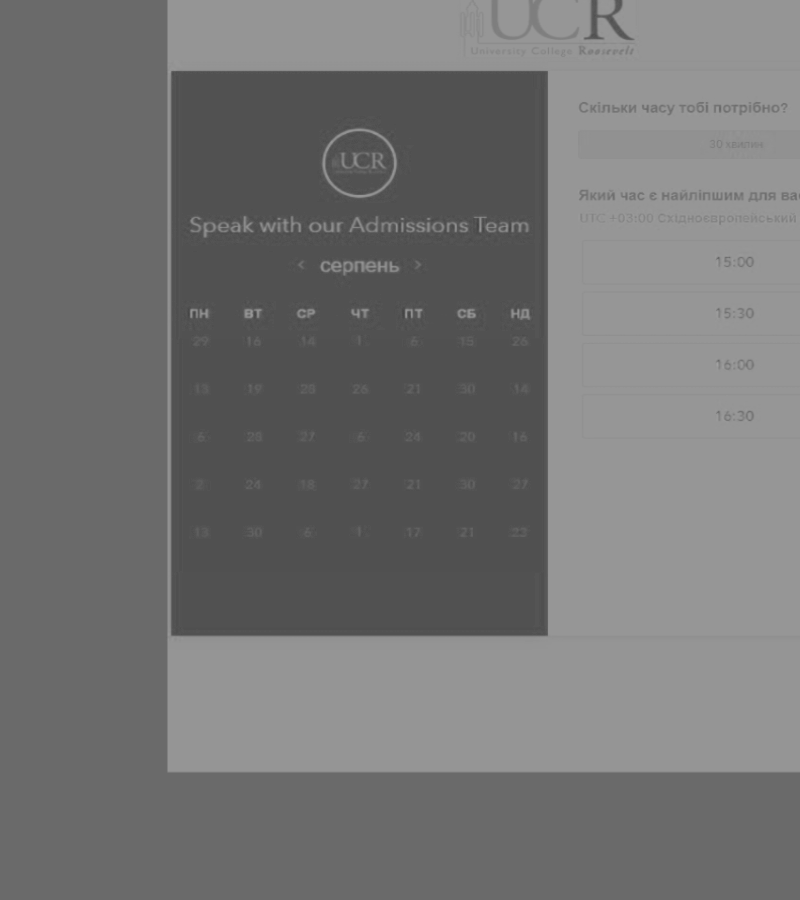 UCR
University College Roosevelt
UCR
Speak with our Admissions Team
< серпень >
ПН ВТ СР ЧТ ПТ СБ НД
29 16 14 1 6 15 26
13 19 28 26 21 30 14
6 28 27 6 24 20 16
2 24 18 27 21 30 27
13 30 6 1 17 21 22
Скільки часу тобі потрібно?
30 хвилин
Який час є найліпшим для
UTC +03:00 Східноєвропейський
15:00
15:30
16:00
16:30